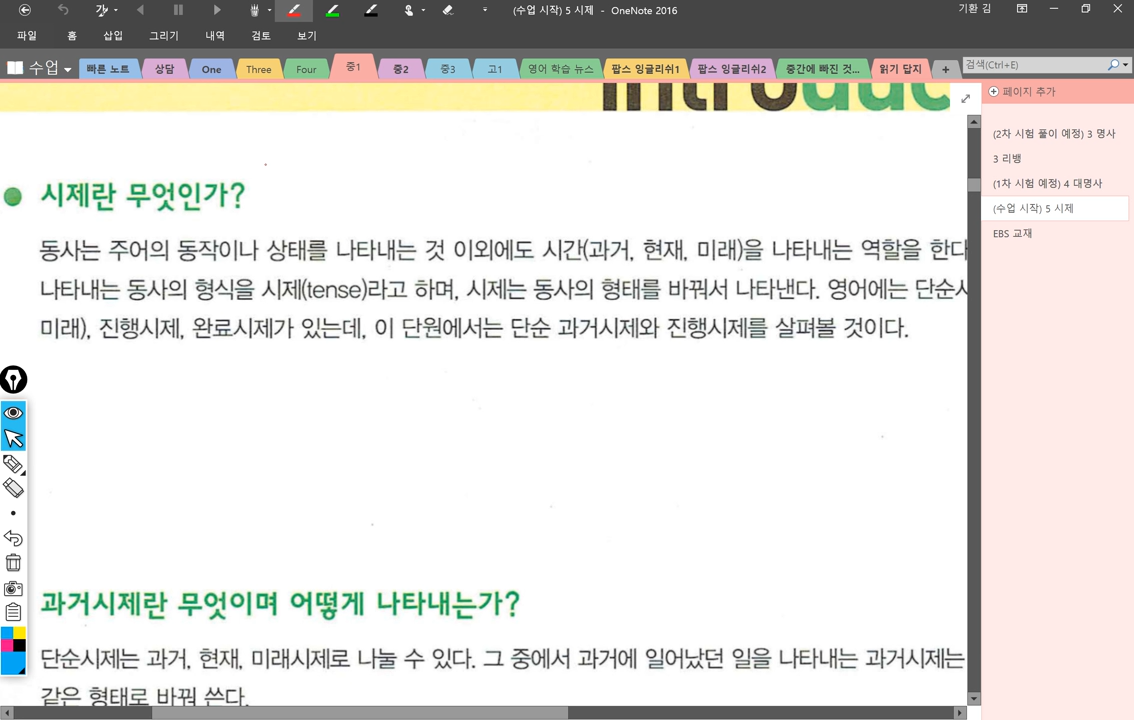 (수업 시작) 5 시제 - OneNote 2016
기환 김
파일 홈 삽입 그리기 내역 검토 보기
수업 빠른 노트 상담 One Three Four 중1 중2 중3 고1 영어 학습 뉴스 팝스 잉글리쉬1 팝스 잉글리쉬2 중간에 빠진 것... 읽기 답지 +
검색(Ctrl+E)
페이지 추가
(2차 시험 풀이 예정) 3 명사
3 리뱅
(1차 시험 예정) 4 대명사
(수업 시작) 5 시제
EBS 교재
시제란 무엇인가?
동사는 주어의 동작이나 상태를 나타내는 것 이외에도 시간(과거, 현재, 미래)을 나타내는 역할을 한다
나타내는 동사의 형식을 시제(tense)라고 하며, 시제는 동사의 형태를 바꿔서 나타낸다. 영어에는 단순시
미래), 진행시제, 완료시제가 있는데, 이 단원에서는 단순 과거시제와 진행시제를 살펴볼 것이다.
과거시제란 무엇이며 어떻게 나타내는가?
단순시제는 과거, 현재, 미래시제로 나눌 수 있다. 그 중에서 과거에 일어났던 일을 나타내는 과거시제는
같은 형태로 바꿔 쓴다.